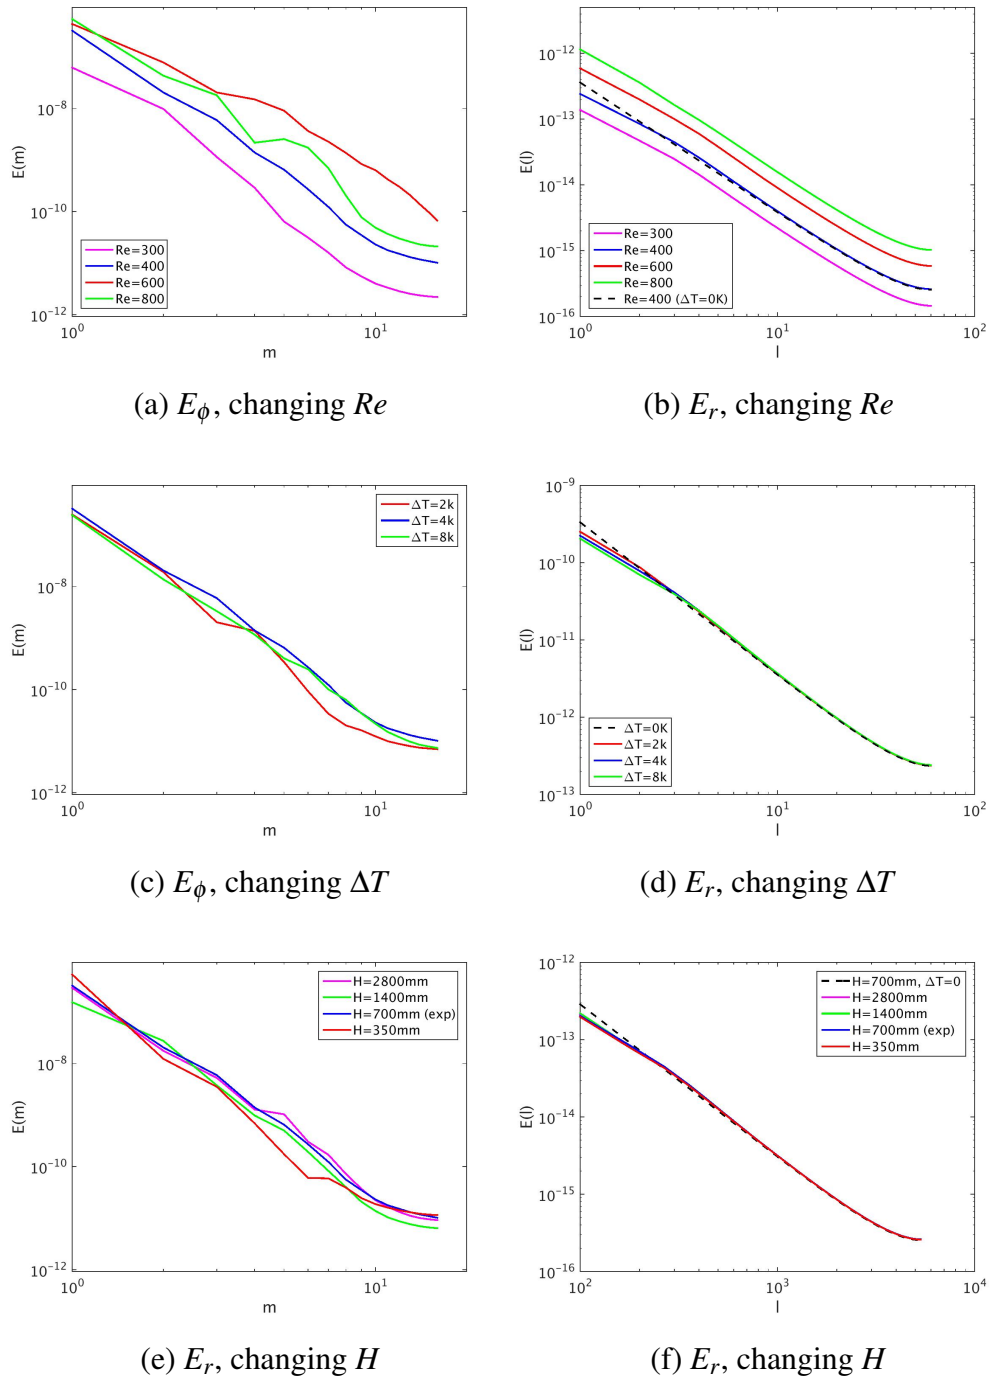 E(m)
10^-8
10^-10
10^-12
Re=300
Re=400
Re=600
Re=800
10^0
10^1
m
(a) E_ϕ, changing Re
E(l)
10^-12
10^-13
10^-14
10^-15
10^-16
Re=300
Re=400
Re=600
Re=800
Re=400 (ΔT=0K)
10^0
10^1
10^2
l
(b) E_r, changing Re
E(m)
10^-8
10^-10
10^-12
ΔT=2k
ΔT=4k
ΔT=8k
10^0
10^1
m
(c) E_ϕ, changing ΔT
E(l)
10^-9
10^-10
10^-11
10^-12
10^-13
ΔT=0K
ΔT=2k
ΔT=4k
ΔT=8k
10^0
10^1
10^2
l
(d) E_r, changing ΔT
E(m)
10^-8
10^-10
10^-12
H=2800mm
H=1400mm
H=700mm (exp)
H=350mm
10^0
10^1
m
(e) E_r, changing H
E(l)
10^-12
10^-13
10^-14
10^-15
10^-16
H=700mm, ΔT=0
H=2800mm
H=1400mm
H=700mm (exp)
H=350mm
10^2
10^3
10^4
l
(f) E_r, changing H